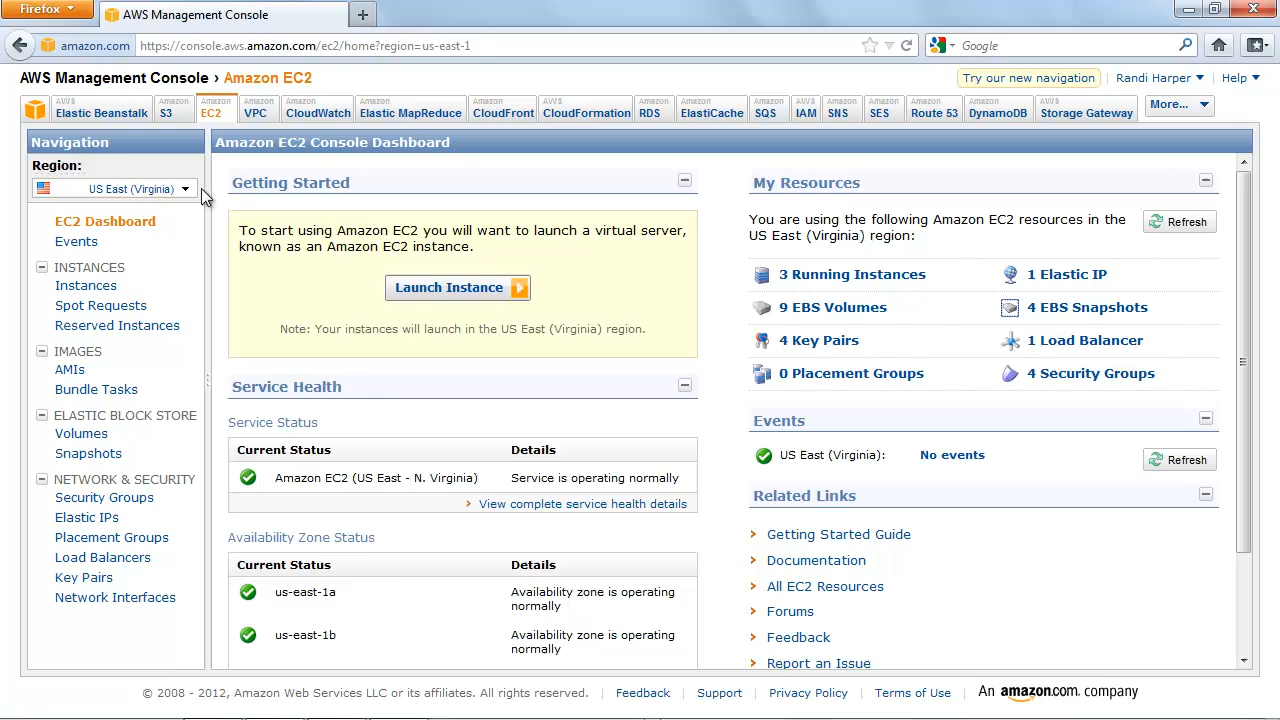 Firefox
AWS Management Console
amazon.com
https://console.aws.amazon.com/ec2/home?region=us-east-1
Google
AWS Management Console › Amazon EC2
Try our new navigation
Randi Harper
Help
AWS Elastic Beanstalk
Amazon S3
Amazon EC2
Amazon VPC
Amazon CloudWatch
Amazon Elastic MapReduce
Amazon CloudFront
AWS CloudFormation
Amazon RDS
Amazon ElastiCache
Amazon SQS
AWS IAM
Amazon SNS
Amazon SES
Amazon Route 53
Amazon DynamoDB
AWS Storage Gateway
More...
Navigation
Region:
US East (Virginia)
EC2 Dashboard
Events
INSTANCES
Instances
Spot Requests
Reserved Instances
IMAGES
AMIs
Bundle Tasks
ELASTIC BLOCK STORE
Volumes
Snapshots
NETWORK & SECURITY
Security Groups
Elastic IPs
Placement Groups
Load Balancers
Key Pairs
Network Interfaces
Amazon EC2 Console Dashboard
Getting Started
To start using Amazon EC2 you will want to launch a virtual server,
known as an Amazon EC2 instance.
Launch Instance
Note: Your instances will launch in the US East (Virginia) region.
Service Health
Service Status
Current Status Details
Amazon EC2 (US East - N. Virginia) Service is operating normally
View complete service health details
Availability Zone Status
Current Status Details
us-east-1a Availability zone is operating
normally
us-east-1b Availability zone is operating
normally
My Resources
You are using the following Amazon EC2 resources in the
US East (Virginia) region:
Refresh
3 Running Instances
1 Elastic IP
9 EBS Volumes
4 EBS Snapshots
4 Key Pairs
1 Load Balancer
0 Placement Groups
4 Security Groups
Events
US East (Virginia): No events
Refresh
Related Links
Getting Started Guide
Documentation
All EC2 Resources
Forums
Feedback
Report an Issue
© 2008 - 2012, Amazon Web Services LLC or its affiliates. All rights reserved.
Feedback
Support
Privacy Policy
Terms of Use
An amazon.com company